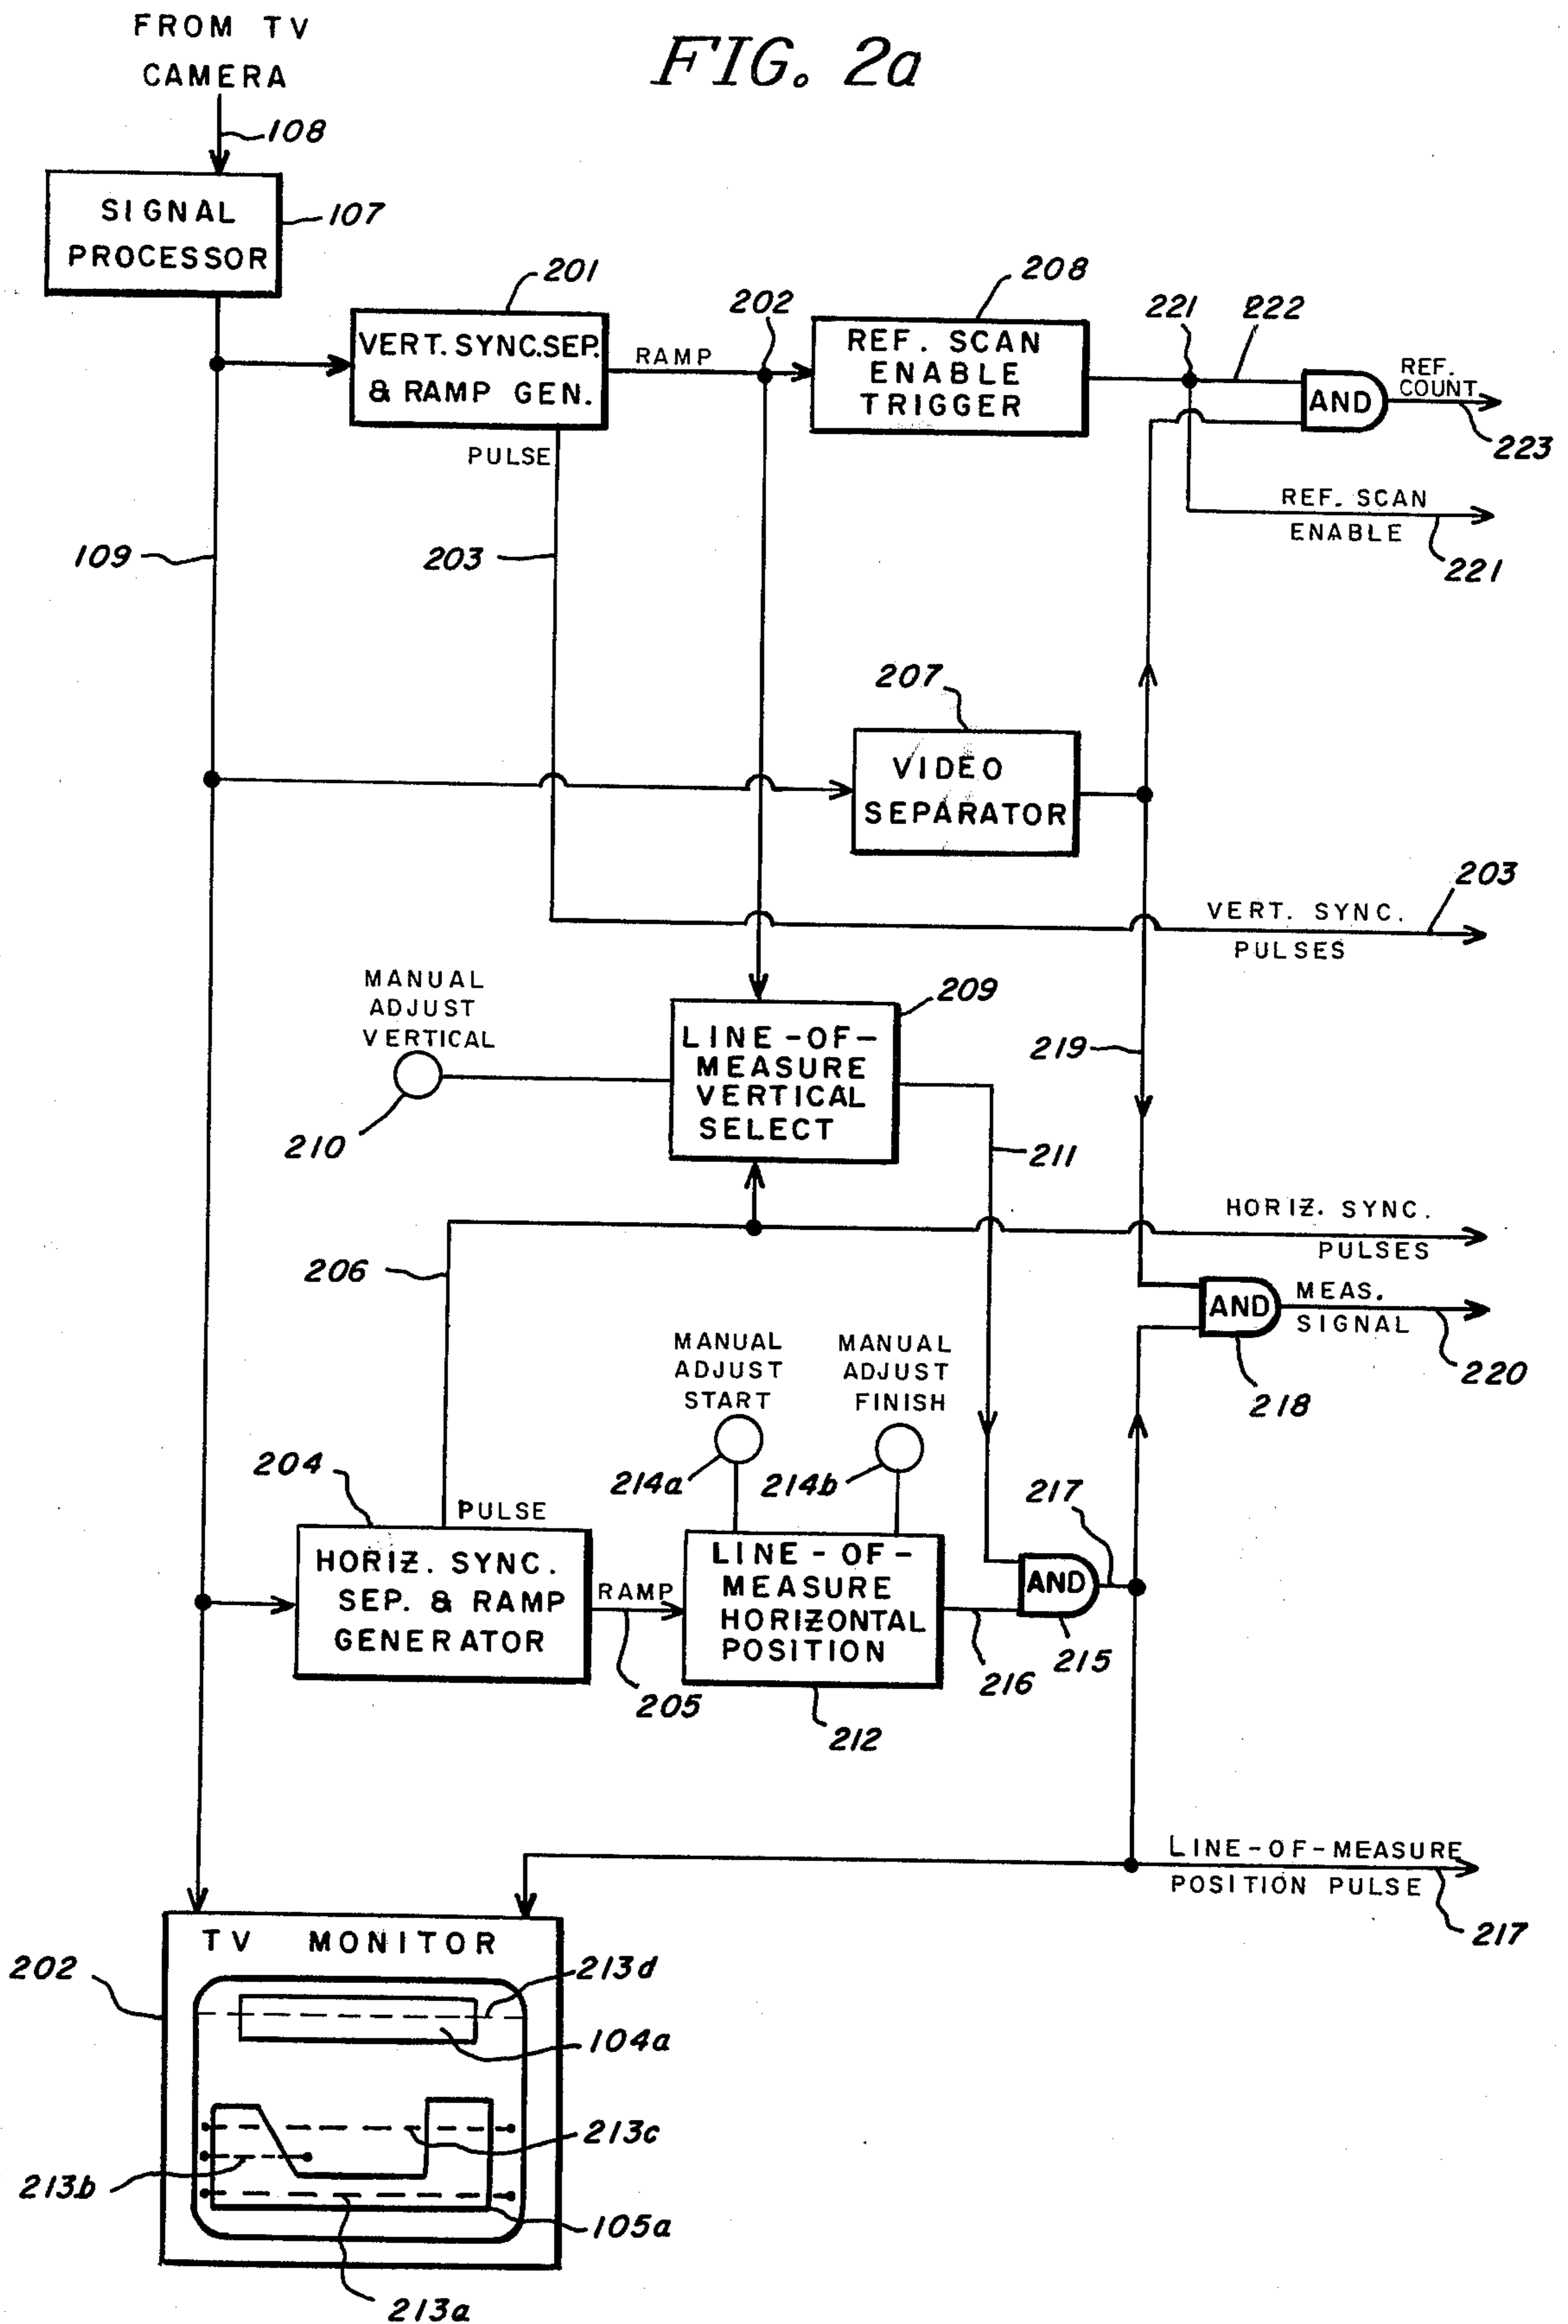 FROM TV
CAMERA
FIG. 2a
108
SIGNAL
PROCESSOR
107
201
VERT. SYNC. SEP.
& RAMP GEN.
RAMP
202
208
REF. SCAN
ENABLE
TRIGGER
221
222
AND
REF.
COUNT
223
PULSE
REF. SCAN
ENABLE
221
109
203
207
VIDEO
SEPARATOR
203
VERT. SYNC.
PULSES
MANUAL
ADJUST
VERTICAL
210
209
LINE-OF-
MEASURE
VERTICAL
SELECT
219
211
HORIZ. SYNC.
PULSES
206
AND
MEAS.
SIGNAL
220
218
MANUAL
ADJUST
START
MANUAL
ADJUST
FINISH
214a
214b
204
PULSE
HORIZ. SYNC.
SEP. & RAMP
GENERATOR
RAMP
205
LINE-OF-
MEASURE
HORIZONTAL
POSITION
212
216
AND
217
215
LINE-OF-MEASURE
POSITION PULSE
217
TV MONITOR
202
213d
104a
213c
213b
105a
213a